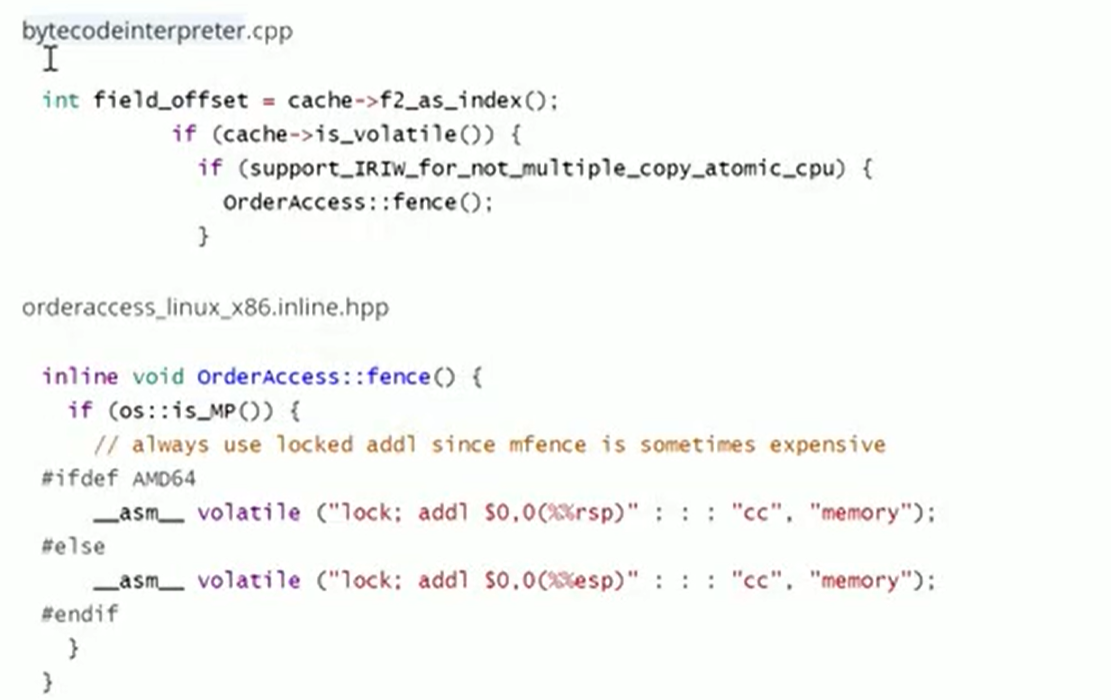 bytecodeinterpreter.cpp
int field_offset = cache->f2_as_index();
if (cache->is_volatile()) {
if (support_IRIW_for_not_multiple_copy_atomic_cpu) {
OrderAccess::fence();
}
orderaccess_linux_x86.inline.hpp
inline void OrderAccess::fence() {
if (os::is_MP()) {
// always use locked addl since mfence is sometimes expensive
#ifdef AMD64
__asm__ volatile ("lock; addl $0,0(%%rsp)" : : : "cc", "memory");
#else
__asm__ volatile ("lock; addl $0,0(%%esp)" : : : "cc", "memory");
#endif
}
}